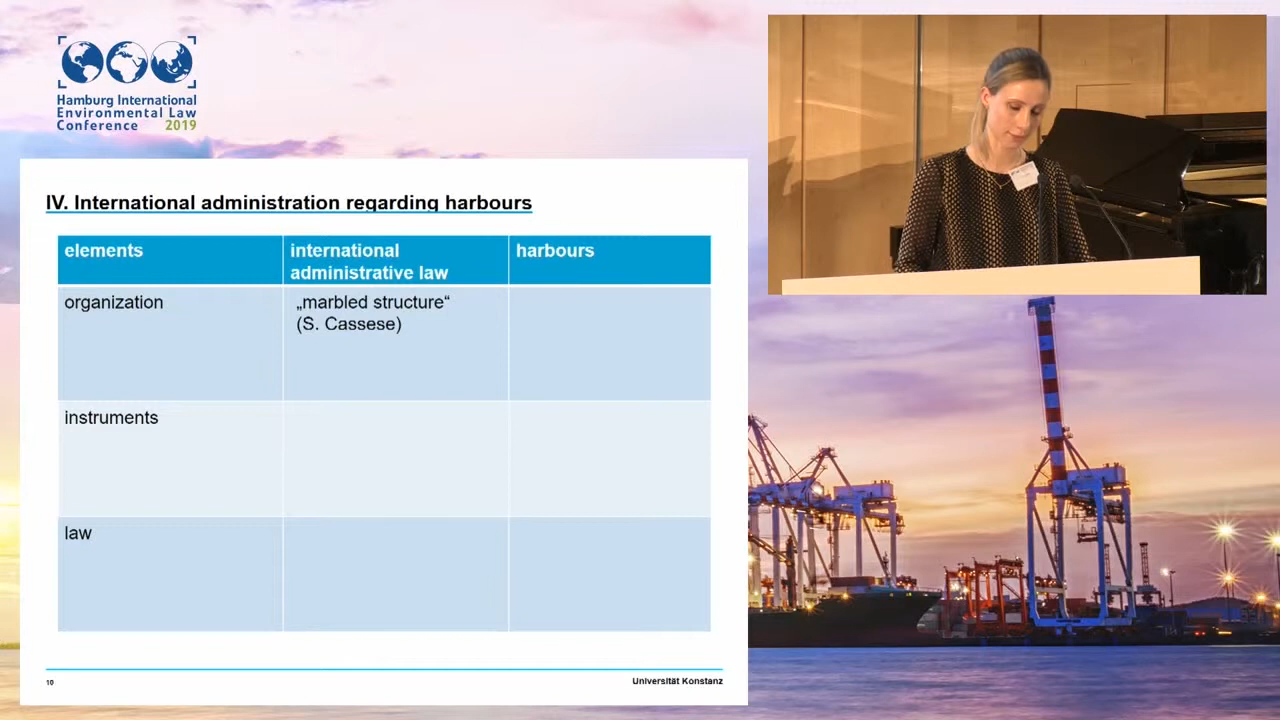 Hamburg International
Environmental Law
Conference 2019
IV. International administration regarding harbours
elements
international
administrative law
harbours
organization
„marbled structure“
(S. Cassese)
instruments
law
10
Universität Konstanz